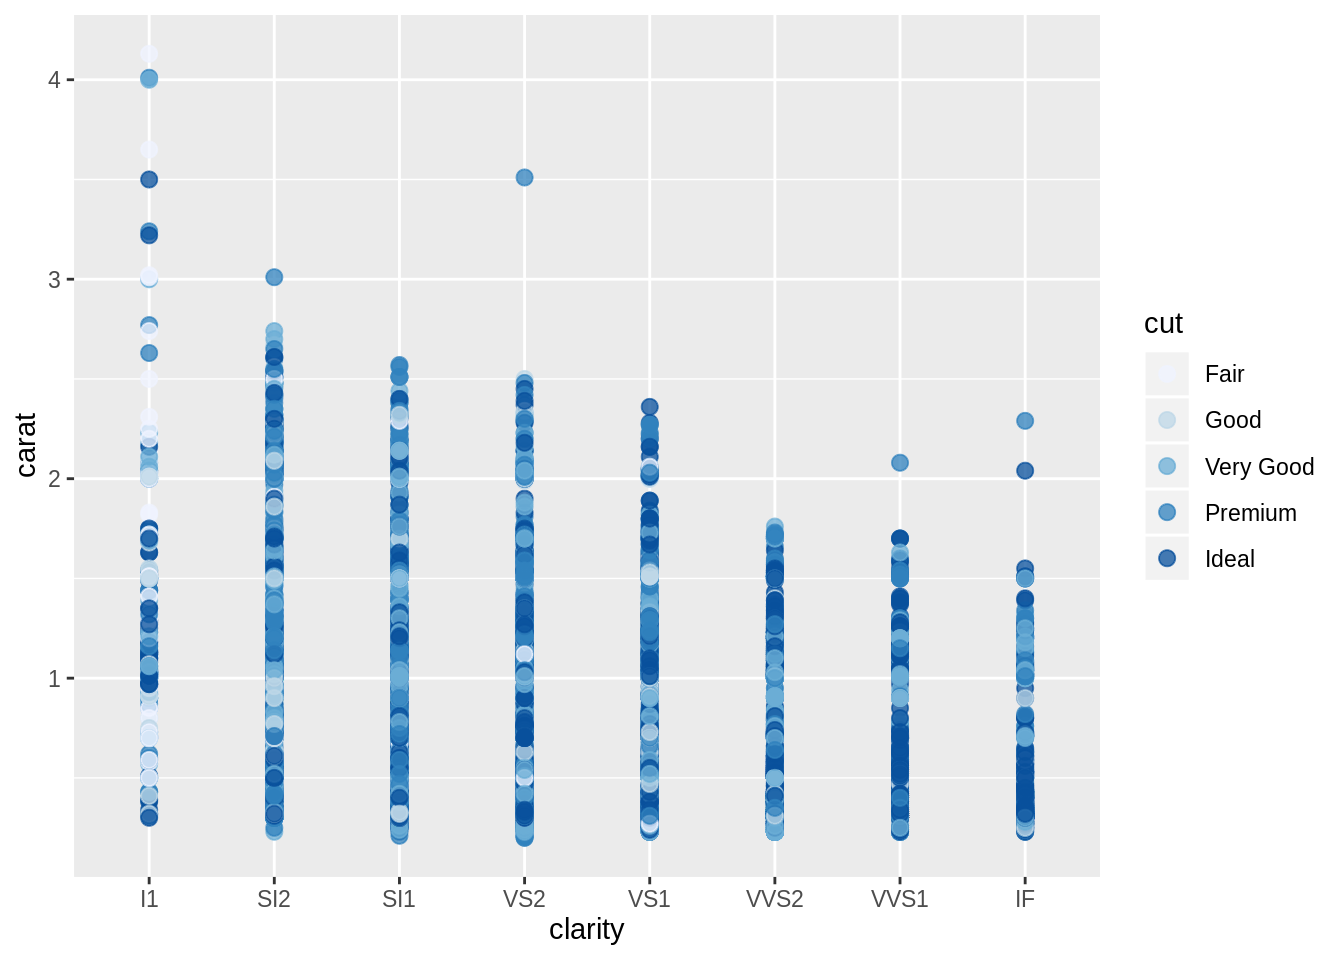 4
3
2
1
carat
I1
SI2
SI1
VS2
VS1
VVS2
VVS1
IF
clarity
cut
Fair
Good
Very Good
Premium
Ideal